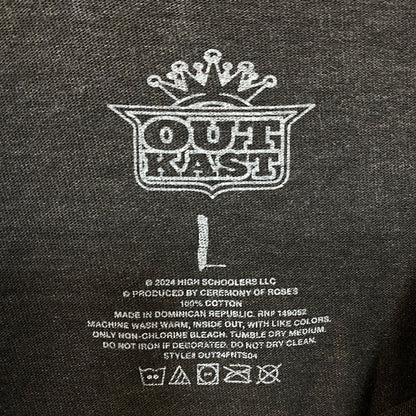 OUT
KAST
L
© 2024 HIGH SCHOOLERS LLC
© PRODUCED BY CEREMONY OF ROSES
100% COTTON
MADE IN DOMINICAN REPUBLIC. RN# 149052
MACHINE WASH WARM, INSIDE OUT, WITH LIKE COLORS.
ONLY NON-CHLORINE BLEACH. TUMBLE DRY MEDIUM.
DO NOT IRON IF DECORATED. DO NOT DRY CLEAN.
STYLE# OUT24FNTS04